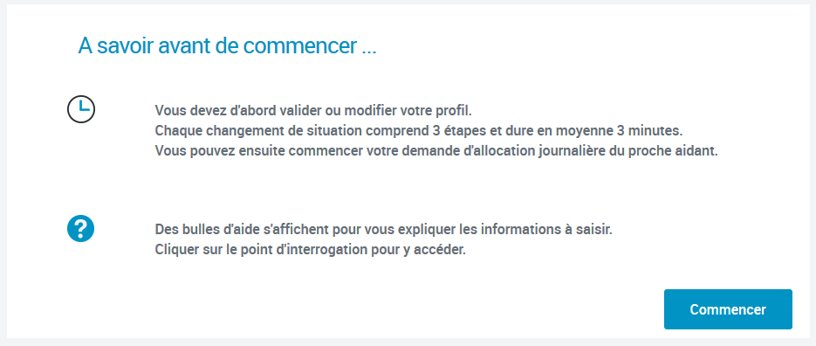 A savoir avant de commencer ...
Vous devez d'abord valider ou modifier votre profil.
Chaque changement de situation comprend 3 étapes et dure en moyenne 3 minutes.
Vous pouvez ensuite commencer votre demande d'allocation journalière du proche aidant.
?
Des bulles d'aide s'affichent pour vous expliquer les informations à saisir.
Cliquer sur le point d'interrogation pour y accéder.
Commencer